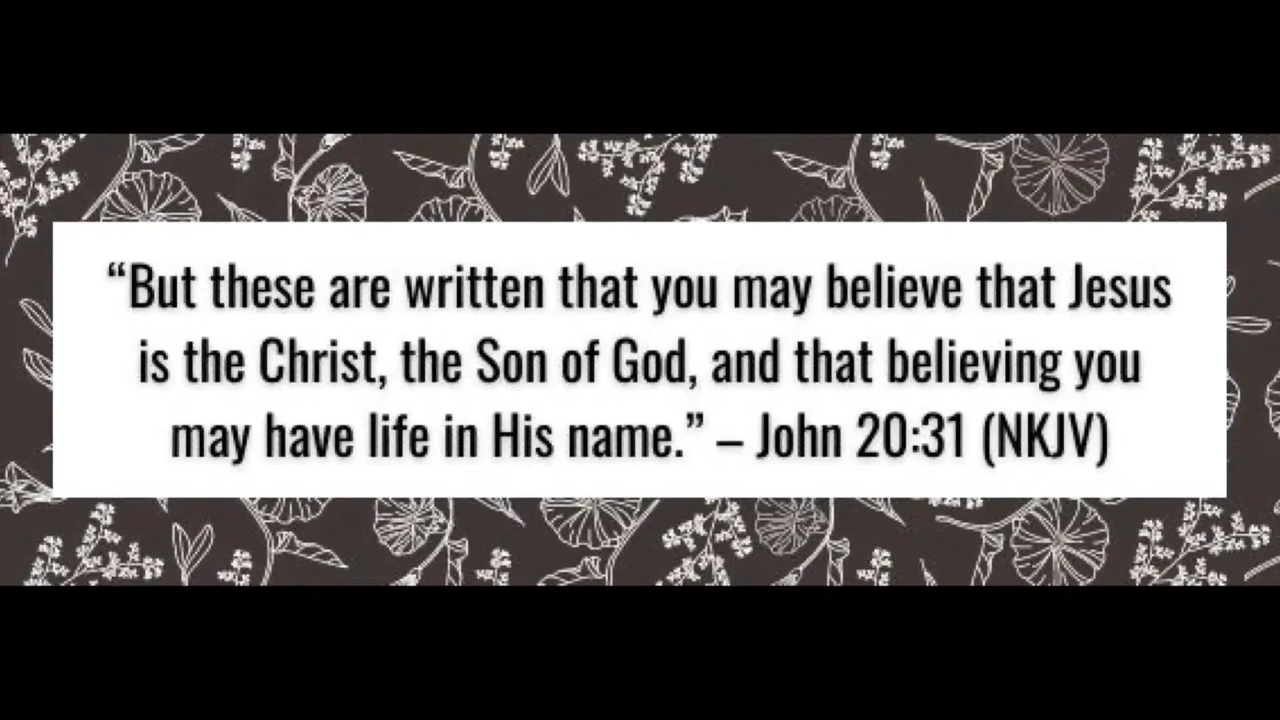 “But these are written that you may believe that Jesus
is the Christ, the Son of God, and that believing you
may have life in His name.” – John 20:31 (NKJV)